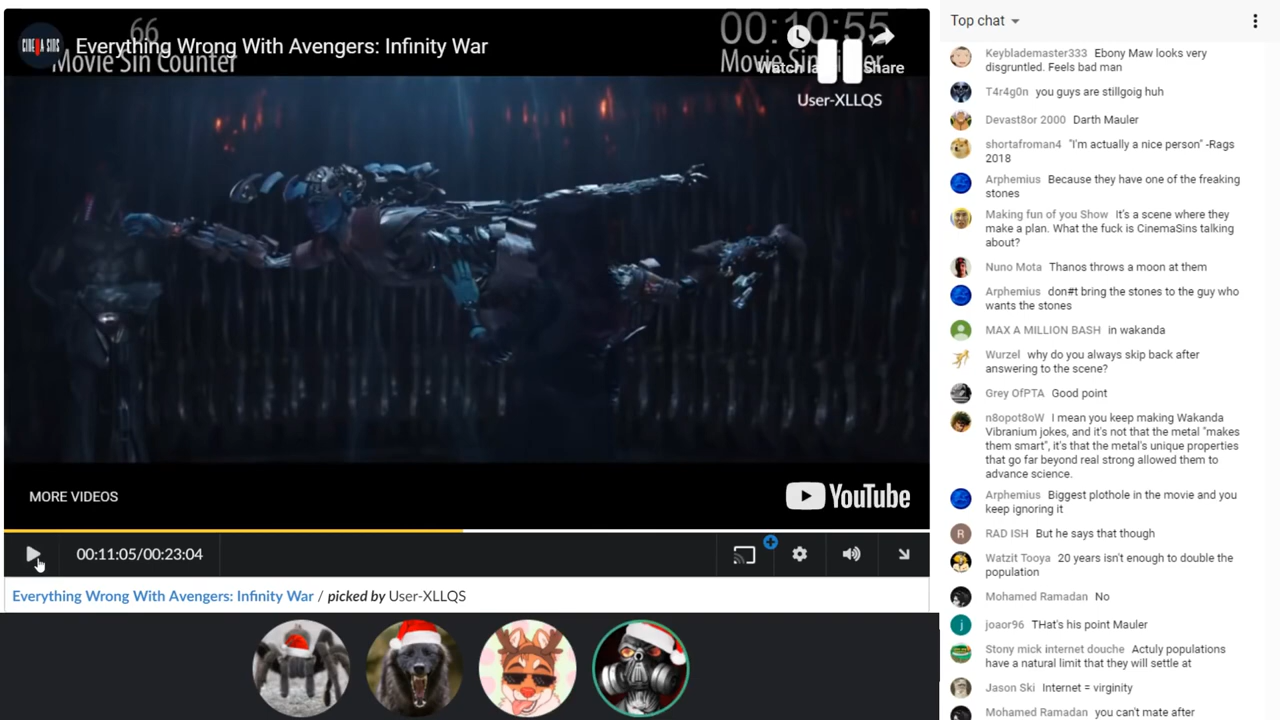 66
00:10:55
CINEMA SINS
Everything Wrong With Avengers: Infinity War
Movie Sin Counter
Share
User-XLLQS
MORE VIDEOS
YouTube
00:11:05/00:23:04
Everything Wrong With Avengers: Infinity War / picked by User-XLLQS
Top chat
Keyblademaster333 Ebony Maw looks very
disgruntled. Feels bad man
T4r4g0n you guys are stillgoig huh
Devast8or 2000 Darth Mauler
shortafroman4 "I'm actually a nice person" -Rags
2018
Arphemius Because they have one of the freaking
stones
Making fun of you Show It's a scene where they
make a plan. What the fuck is CinemaSins talking
about?
Nuno Mota Thanos throws a moon at them
Arphemius don#t bring the stones to the guy who
wants the stones
MAX A MILLION BASH in wakanda
Wurzel why do you always skip back after
answering to the scene?
Grey OfPTA Good point
n8opot8oW I mean you keep making Wakanda
Vibranium jokes, and it's not that the metal "makes
them smart", it's that the metal's unique properties
that go far beyond real strong allowed them to
advance science.
Arphemius Biggest plothole in the movie and you
keep ignoring it
R RAD ISH But he says that though
Watzit Tooya 20 years isn't enough to double the
population
Mohamed Ramadan No
j joaor96 THat's his point Mauler
Stony mick internet douche Actuly populations
have a natural limit that they will settle at
Jason Ski Internet = virginity
Mohamed Ramadan you can't mate after